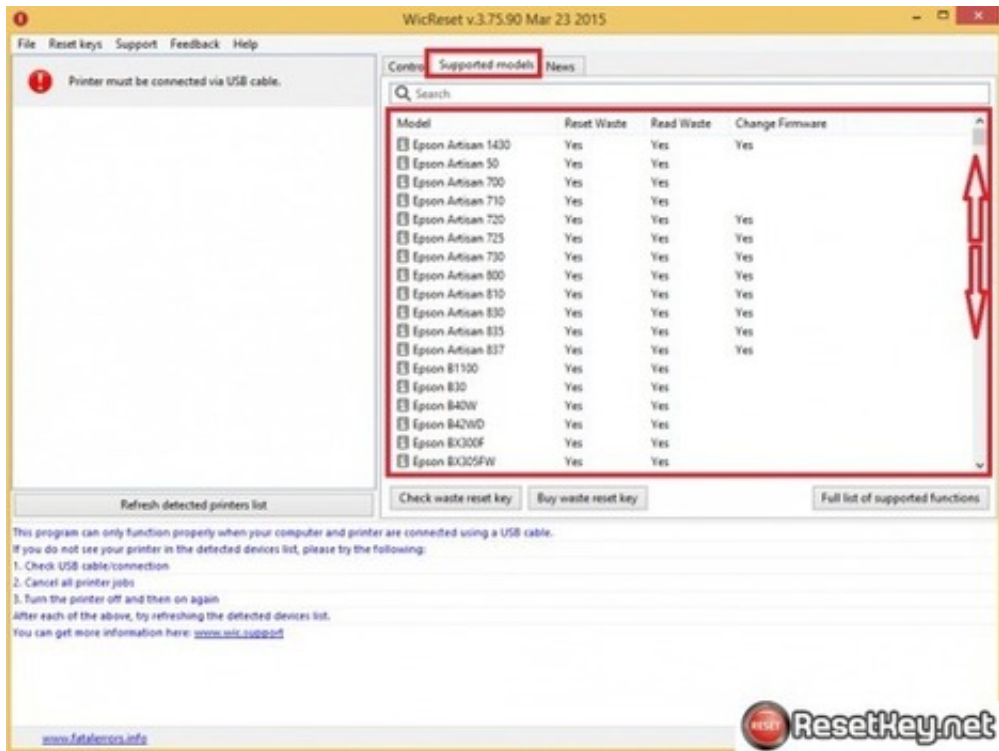 WicReset v.3.75.90 Mar 23 2015
File Reset keys Support Feedback Help
Printer must be connected via USB cable.
Contro Supported models News
Search
Model Reset Waste Read Waste Change Firmware
Epson Artisan 1430 Yes Yes Yes
Epson Artisan 50 Yes Yes
Epson Artisan 700 Yes Yes
Epson Artisan 710 Yes Yes
Epson Artisan 720 Yes Yes Yes
Epson Artisan 725 Yes Yes Yes
Epson Artisan 730 Yes Yes Yes
Epson Artisan 800 Yes Yes Yes
Epson Artisan 810 Yes Yes Yes
Epson Artisan 830 Yes Yes Yes
Epson Artisan 835 Yes Yes Yes
Epson Artisan 837 Yes Yes Yes
Epson B1100 Yes Yes
Epson B30 Yes Yes
Epson B40W Yes Yes
Epson B42WD Yes Yes
Epson BX300F Yes Yes
Epson BX305FW Yes Yes
Refresh detected printers list
Check waste reset key Buy waste reset key Full list of supported functions
This program can only function properly when your computer and printer are connected using a USB cable.
If you do not see your printer in the detected devices list, please try the following:
1. Check USB cable/connection
2. Cancel all printer jobs
3. Turn the printer off and then on again
After each of the above, try refreshing the detected devices list.
You can get more information here: www.wic.support
www.fatalerrors.info
RESET ResetKey.net